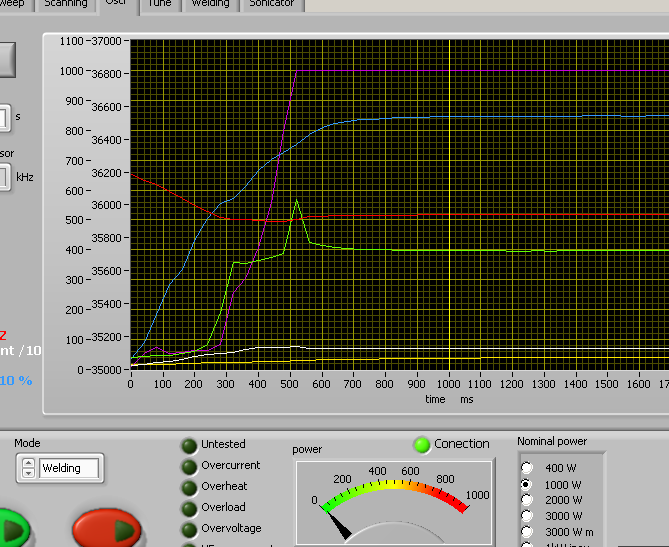 Scanning Oscil Tune Welding Sonicator
1100 37000
1000 36800
900 36600
800 36400
700 36200
600 36000
500 35800
400 35600
300 35400
200 35200
100
0 35000
s
sor
kHz
Z
nt /10
10 %
0 100 200 300 400 500 600 700 800 900 1000 1100 1200 1300 1400 1500 1600
time ms
Mode
Welding
Untested
Overcurrent
Overheat
Overload
Overvoltage
power
Conection
0 200 400 600 800 1000
Nominal power
400 W
1000 W
2000 W
3000 W
3000 W m